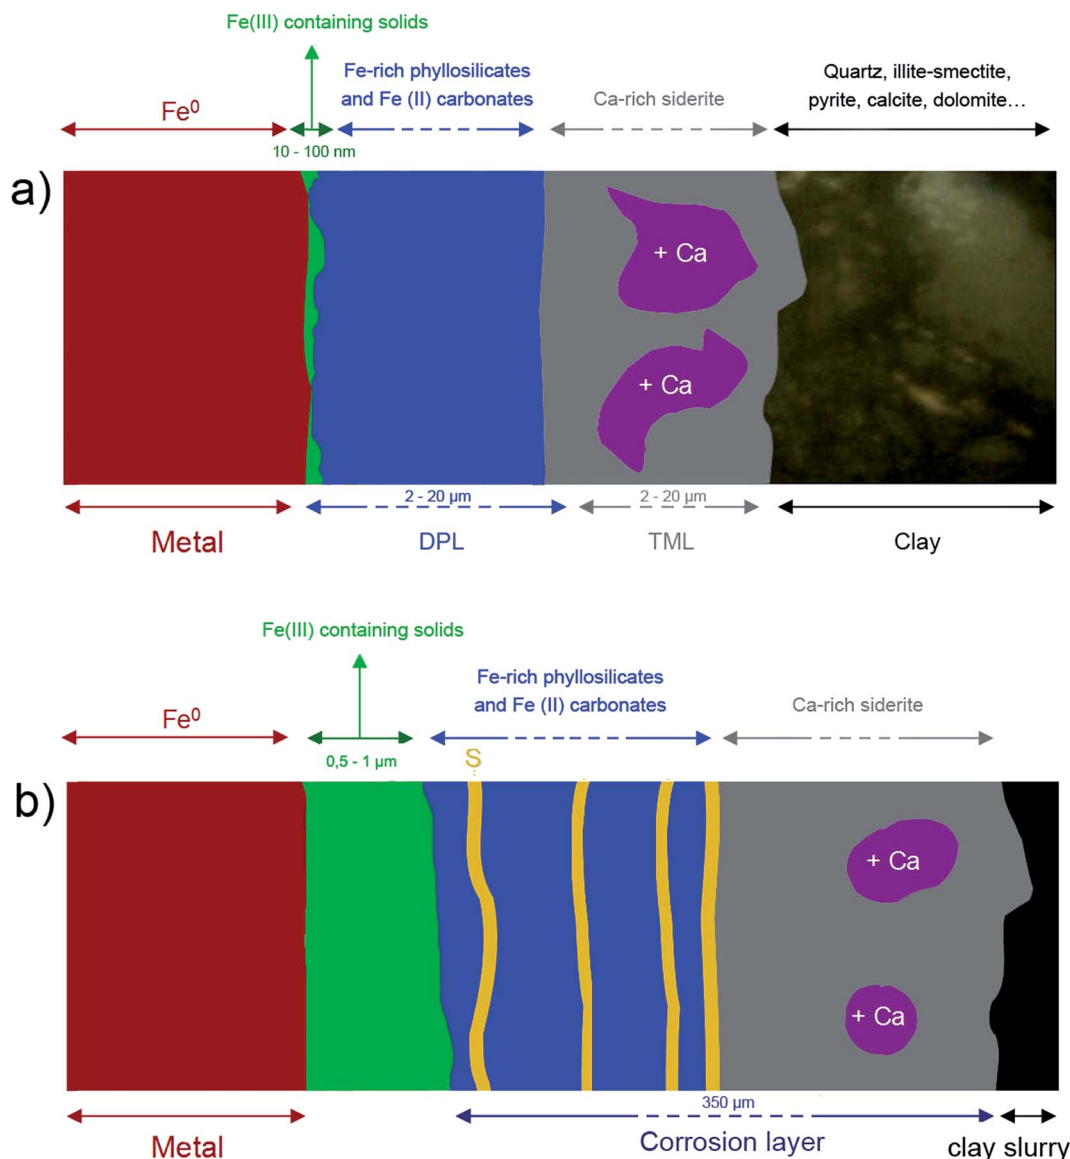 Fe(III) containing solids
Fe-rich phyllosilicates
and Fe (II) carbonates
Quartz, illite-smectite,
pyrite, calcite, dolomite…
Fe⁰
Ca-rich siderite
10 - 100 nm
a)
+ Ca
+ Ca
2 - 20 µm
2 - 20 µm
Metal
DPL
TML
Clay
Fe(III) containing solids
Fe-rich phyllosilicates
and Fe (II) carbonates
Fe⁰
Ca-rich siderite
0,5 - 1 µm
S
b)
+ Ca
+ Ca
350 µm
Metal
Corrosion layer
clay slurry